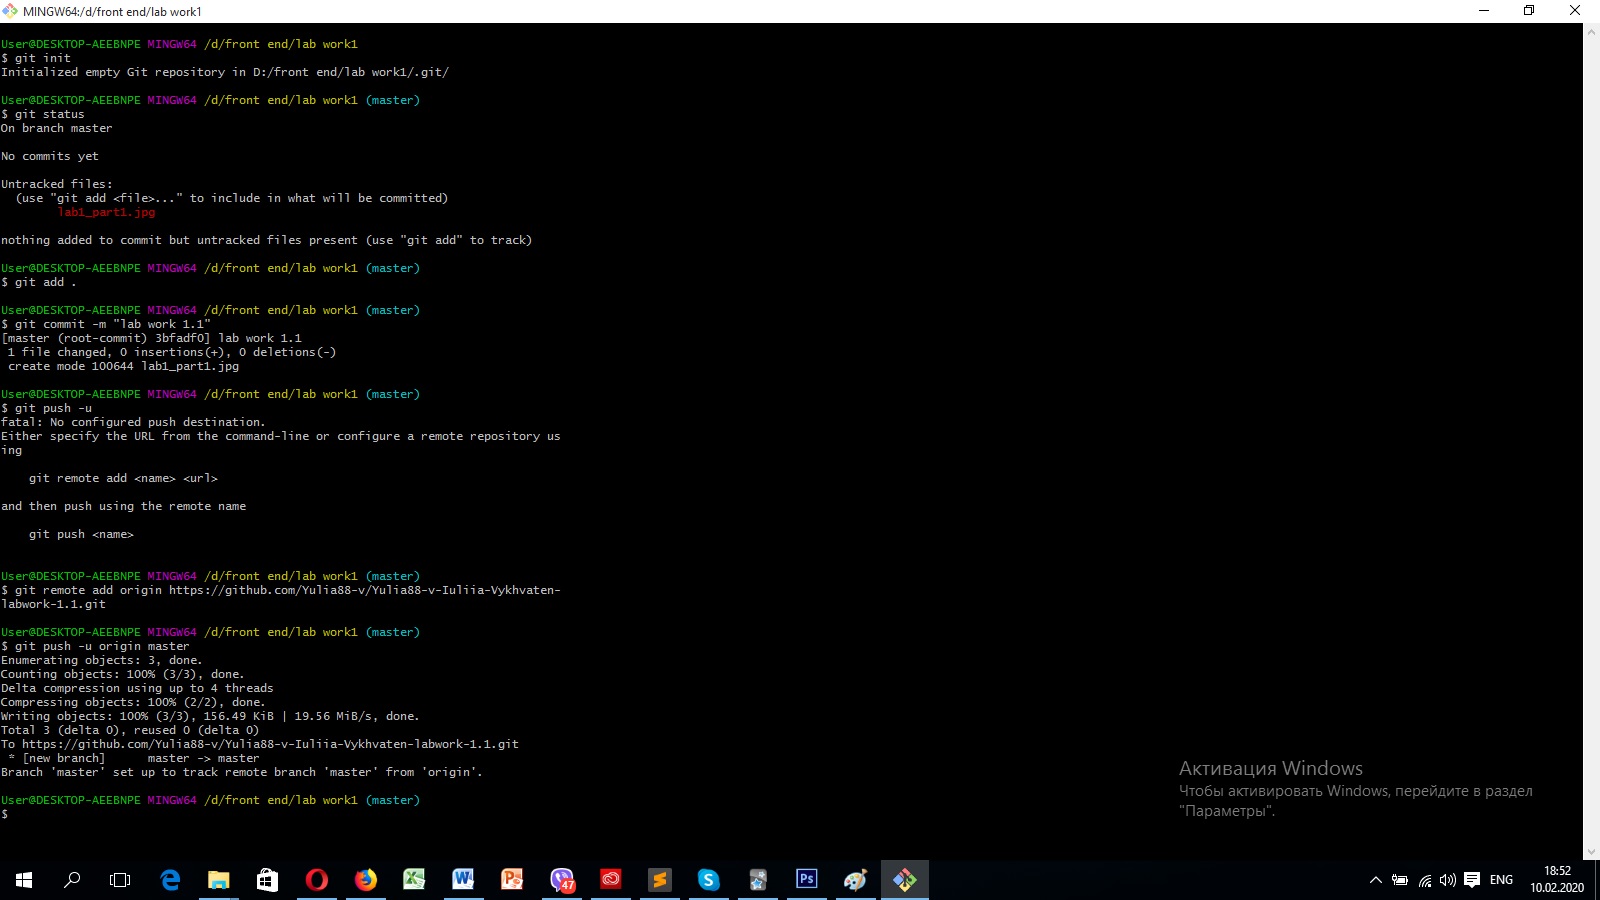 MINGW64:/d/front end/lab work1
User@DESKTOP-AEEBNPE MINGW64 /d/front end/lab work1
$ git init
Initialized empty Git repository in D:/front end/lab work1/.git/
User@DESKTOP-AEEBNPE MINGW64 /d/front end/lab work1 (master)
$ git status
On branch master
No commits yet
Untracked files:
  (use "git add <file>..." to include in what will be committed)
        lab1_part1.jpg
nothing added to commit but untracked files present (use "git add" to track)
User@DESKTOP-AEEBNPE MINGW64 /d/front end/lab work1 (master)
$ git add .
User@DESKTOP-AEEBNPE MINGW64 /d/front end/lab work1 (master)
$ git commit -m "lab work 1.1"
[master (root-commit) 3bfadf0] lab work 1.1
 1 file changed, 0 insertions(+), 0 deletions(-)
 create mode 100644 lab1_part1.jpg
User@DESKTOP-AEEBNPE MINGW64 /d/front end/lab work1 (master)
$ git push -u
fatal: No configured push destination.
Either specify the URL from the command-line or configure a remote repository us
ing
    git remote add <name> <url>
and then push using the remote name
    git push <name>
User@DESKTOP-AEEBNPE MINGW64 /d/front end/lab work1 (master)
$ git remote add origin https://github.com/Yulia88-v/Yulia88-v-Iuliia-Vykhvaten-
labwork-1.1.git
User@DESKTOP-AEEBNPE MINGW64 /d/front end/lab work1 (master)
$ git push -u origin master
Enumerating objects: 3, done.
Counting objects: 100% (3/3), done.
Delta compression using up to 4 threads
Compressing objects: 100% (2/2), done.
Writing objects: 100% (3/3), 156.49 KiB | 19.56 MiB/s, done.
Total 3 (delta 0), reused 0 (delta 0)
To https://github.com/Yulia88-v/Yulia88-v-Iuliia-Vykhvaten-labwork-1.1.git
 * [new branch]      master -> master
Branch 'master' set up to track remote branch 'master' from 'origin'.
User@DESKTOP-AEEBNPE MINGW64 /d/front end/lab work1 (master)
$
Активация Windows
Чтобы активировать Windows, перейдите в раздел
"Параметры".
47
Ps
ENG
18:52
10.02.2020